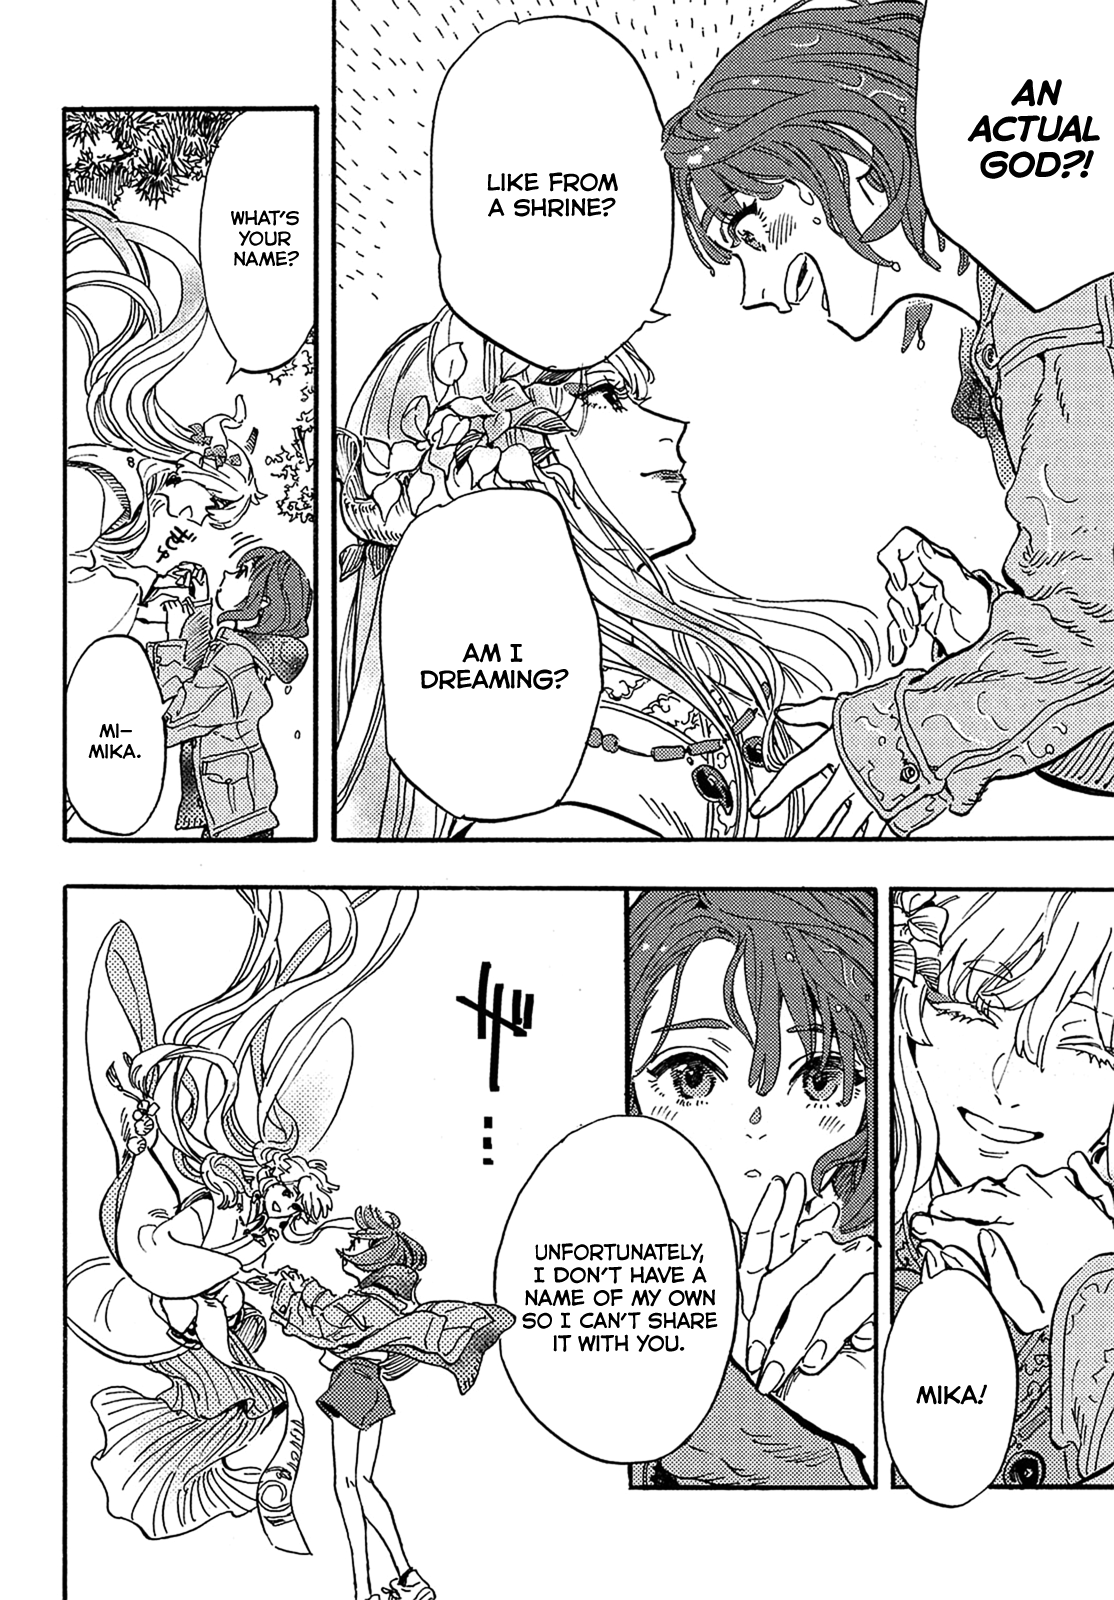 AN
ACTUAL
GOD?!
LIKE FROM
A SHRINE?
AM I
DREAMING?
WHAT'S
YOUR
NAME?
MI–
MIKA.
MIKA!
UNFORTUNATELY,
I DON'T HAVE A
NAME OF MY OWN
SO I CAN'T SHARE
IT WITH YOU.